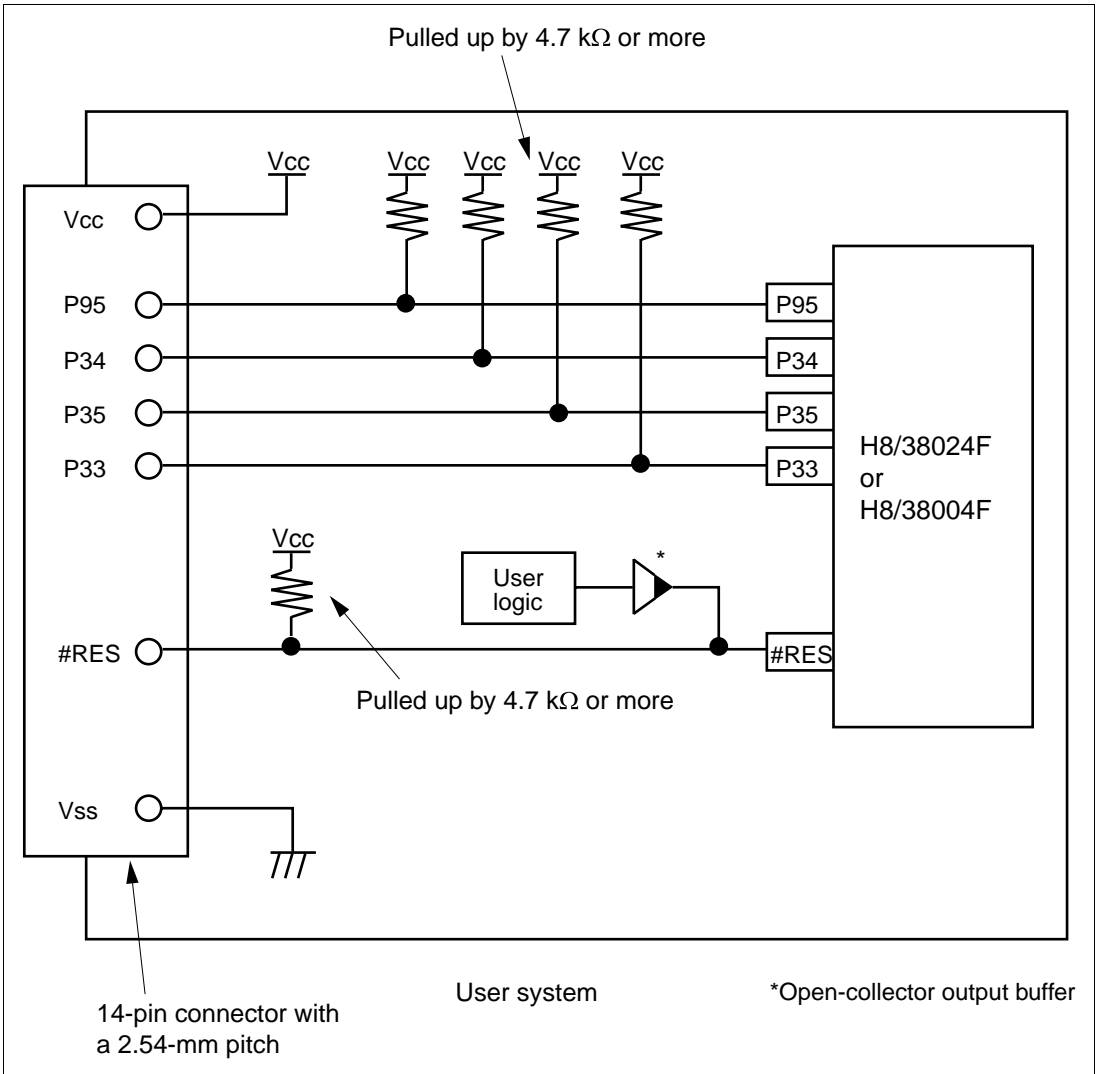 Pulled up by 4.7 kΩ or more
Vcc
Vcc
Vcc
Vcc
Vcc
Vcc
P95
P95
P34
P34
P35
P35
P33
P33
H8/38024F
or
H8/38004F
Vcc
*
User
logic
#RES
#RES
Pulled up by 4.7 kΩ or more
Vss
User system
*Open-collector output buffer
14-pin connector with
a 2.54-mm pitch